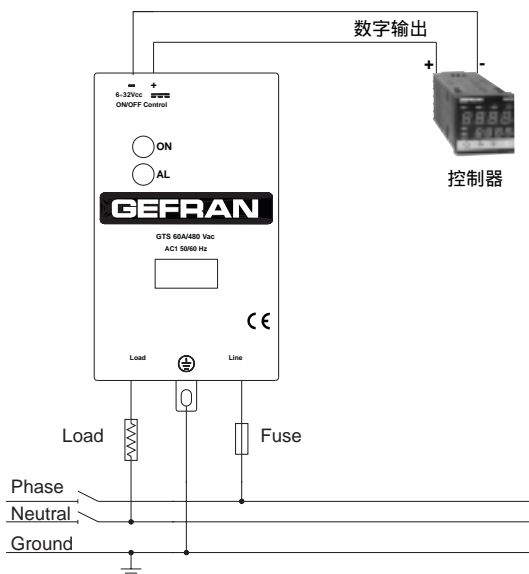 数字输出
- +
+ -
6-32Vcc
ON/OFF Control
ON
AL
GEFRAN
控制器
GTS 60A/480 Vac
AC1 50/60 Hz
CE
Load
Line
Load
Fuse
Phase
Neutral
Ground